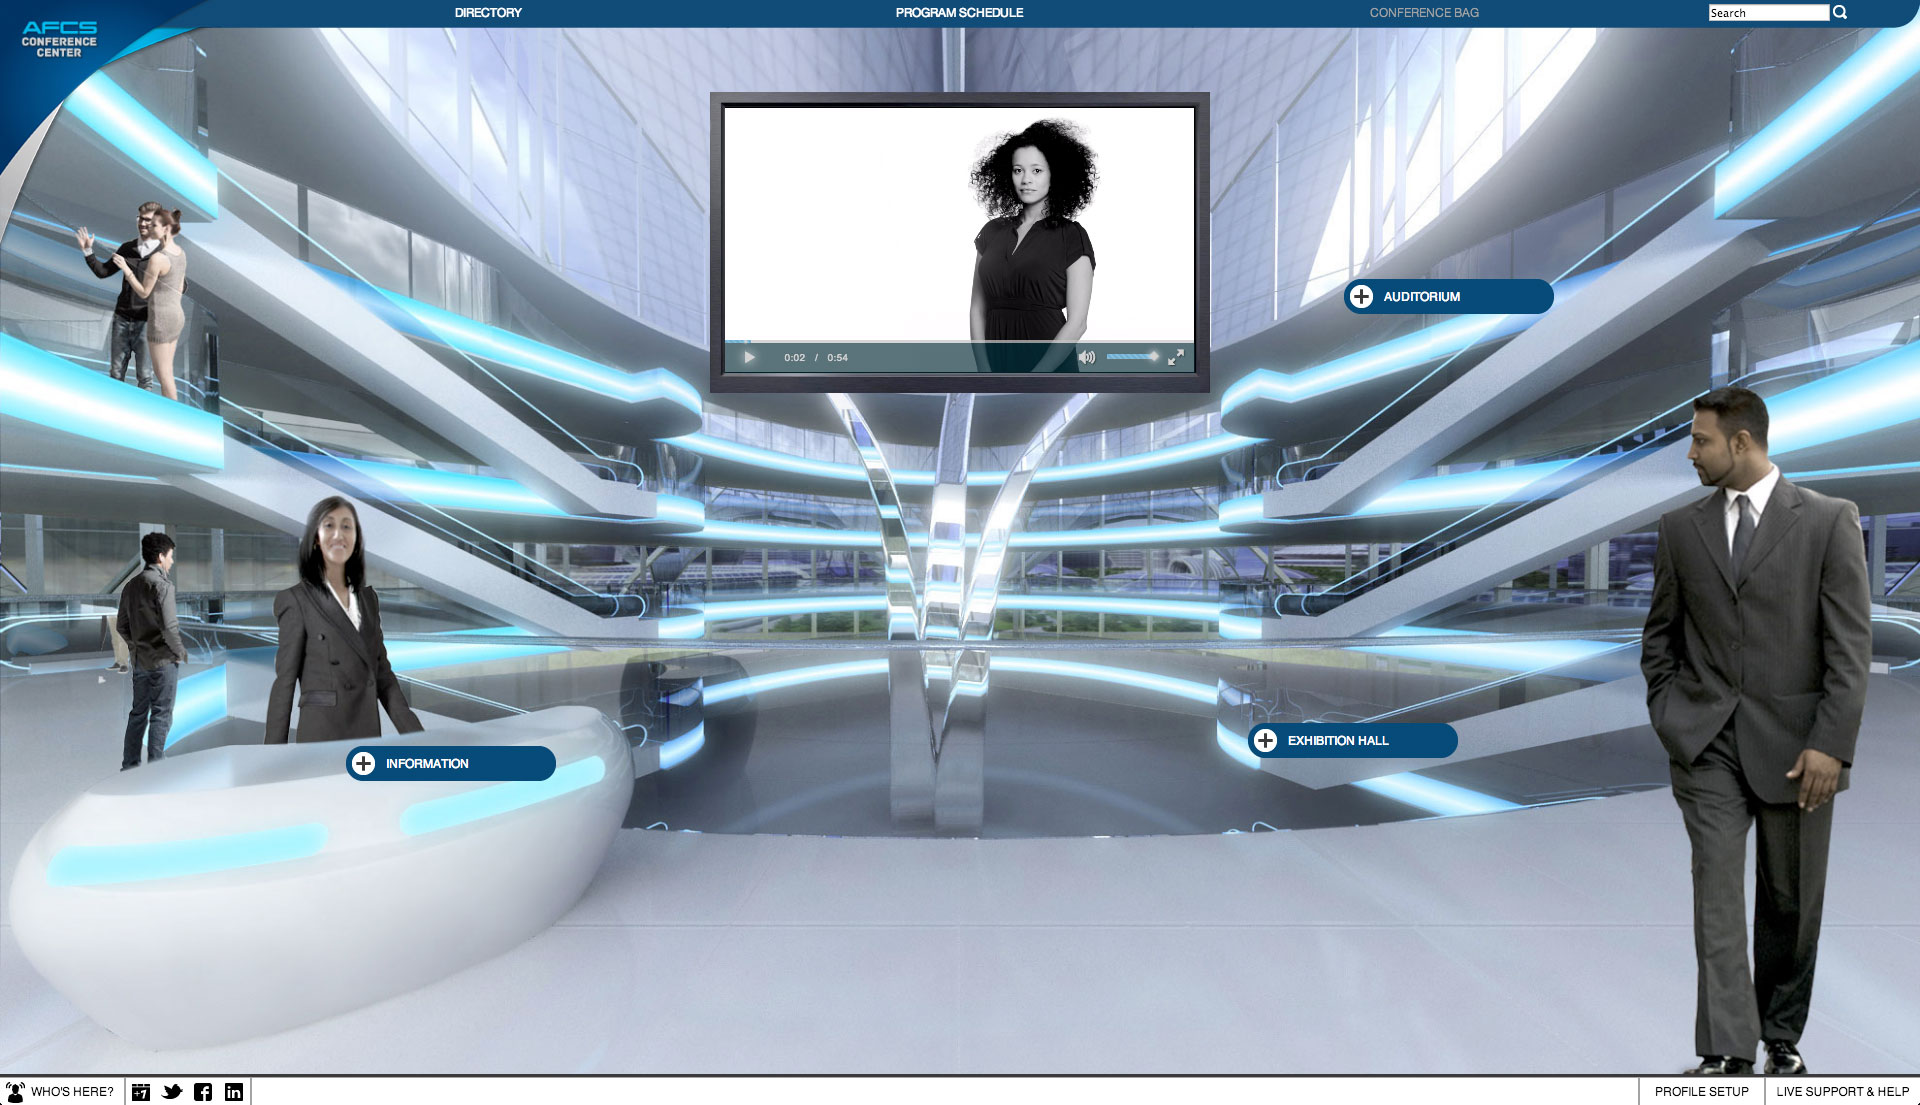 DIRECTORY
PROGRAM SCHEDULE
CONFERENCE BAG
Search
AFCS
CONFERENCE
CENTER
AUDITORIUM
0:02 / 0:54
EXHIBITION HALL
INFORMATION
WHO'S HERE?
+1
PROFILE SETUP
LIVE SUPPORT & HELP